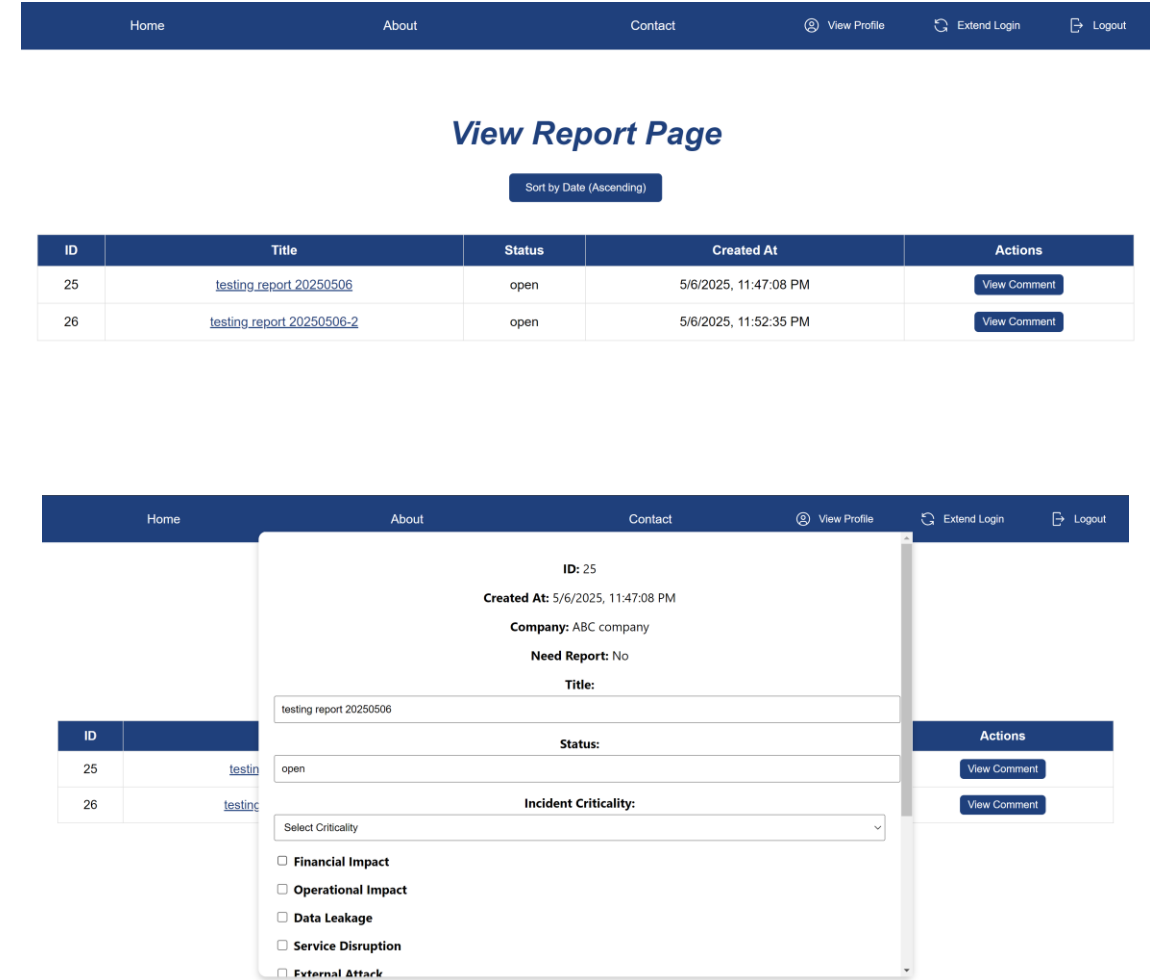 Home About Contact View Profile Extend Login Logout
View Report Page
Sort by Date (Ascending)
ID Title Status Created At Actions
25 testing report 20250506 open 5/6/2025, 11:47:08 PM View Comment
26 testing report 20250506-2 open 5/6/2025, 11:52:35 PM View Comment
Home About Contact View Profile Extend Login Logout
ID: 25
Created At: 5/6/2025, 11:47:08 PM
Company: ABC company
Need Report: No
Title:
testing report 20250506
ID Actions
Status:
25 testin open View Comment
26 testing Incident Criticality: View Comment
Select Criticality
Financial Impact
Operational Impact
Data Leakage
Service Disruption
External Attack